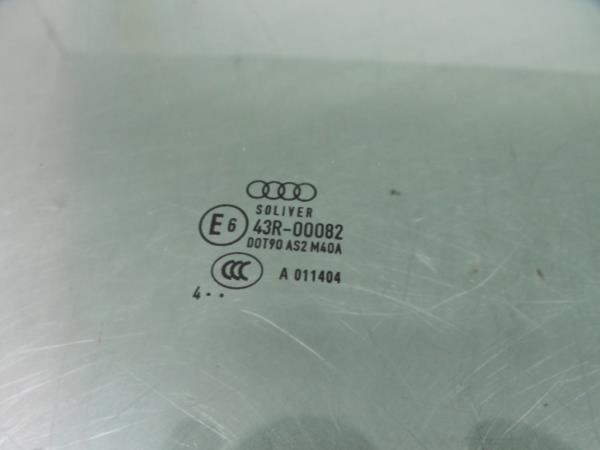 SOLIVER
E6 43R-00082
DOT90 AS2 M40A
CCC A 011404
4··